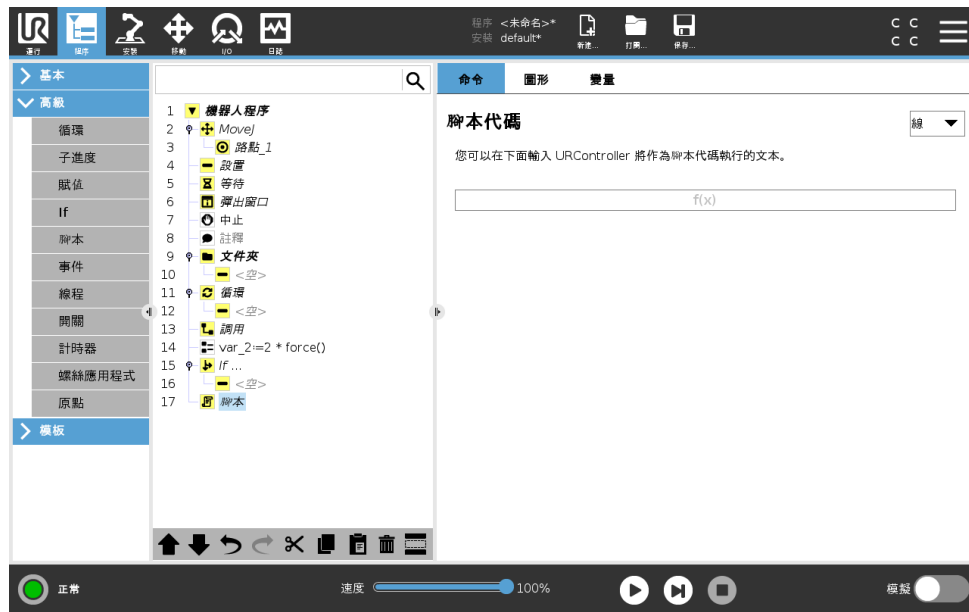 UR
運行 程序 安裝 移動 I/O 日誌
程序 <未命名>*
安裝 default*
新建... 打開... 保存...
C C
C C
基本
高級
循環
子進度
賦值
If
腳本
事件
線程
開關
計時器
螺絲應用程式
原點
模板
1 機器人程序
2 MoveJ
3 路點_1
4 設置
5 等待
6 彈出窗口
7 中止
8 註釋
9 文件夾
10 <空>
11 循環
12 <空>
13 調用
14 var_2:=2 * force()
15 If ...
16 <空>
17 腳本
命令 圖形 變量
腳本代碼
線
您可以在下面輸入 URController 將作為腳本代碼執行的文本。
f(x)
正常
速度 100%
模擬